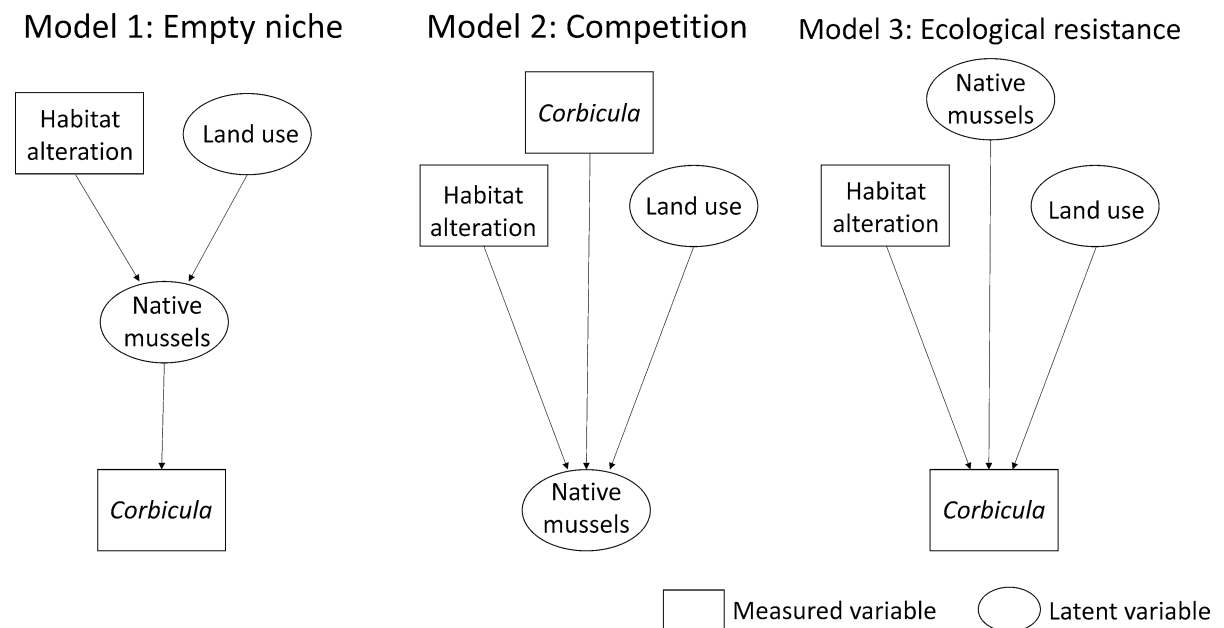 Model 1: Empty niche
Habitat
alteration
Land use
Native
mussels
Corbicula
Model 2: Competition
Corbicula
Habitat
alteration
Land use
Native
mussels
Model 3: Ecological resistance
Native
mussels
Habitat
alteration
Land use
Corbicula
Measured variable
Latent variable